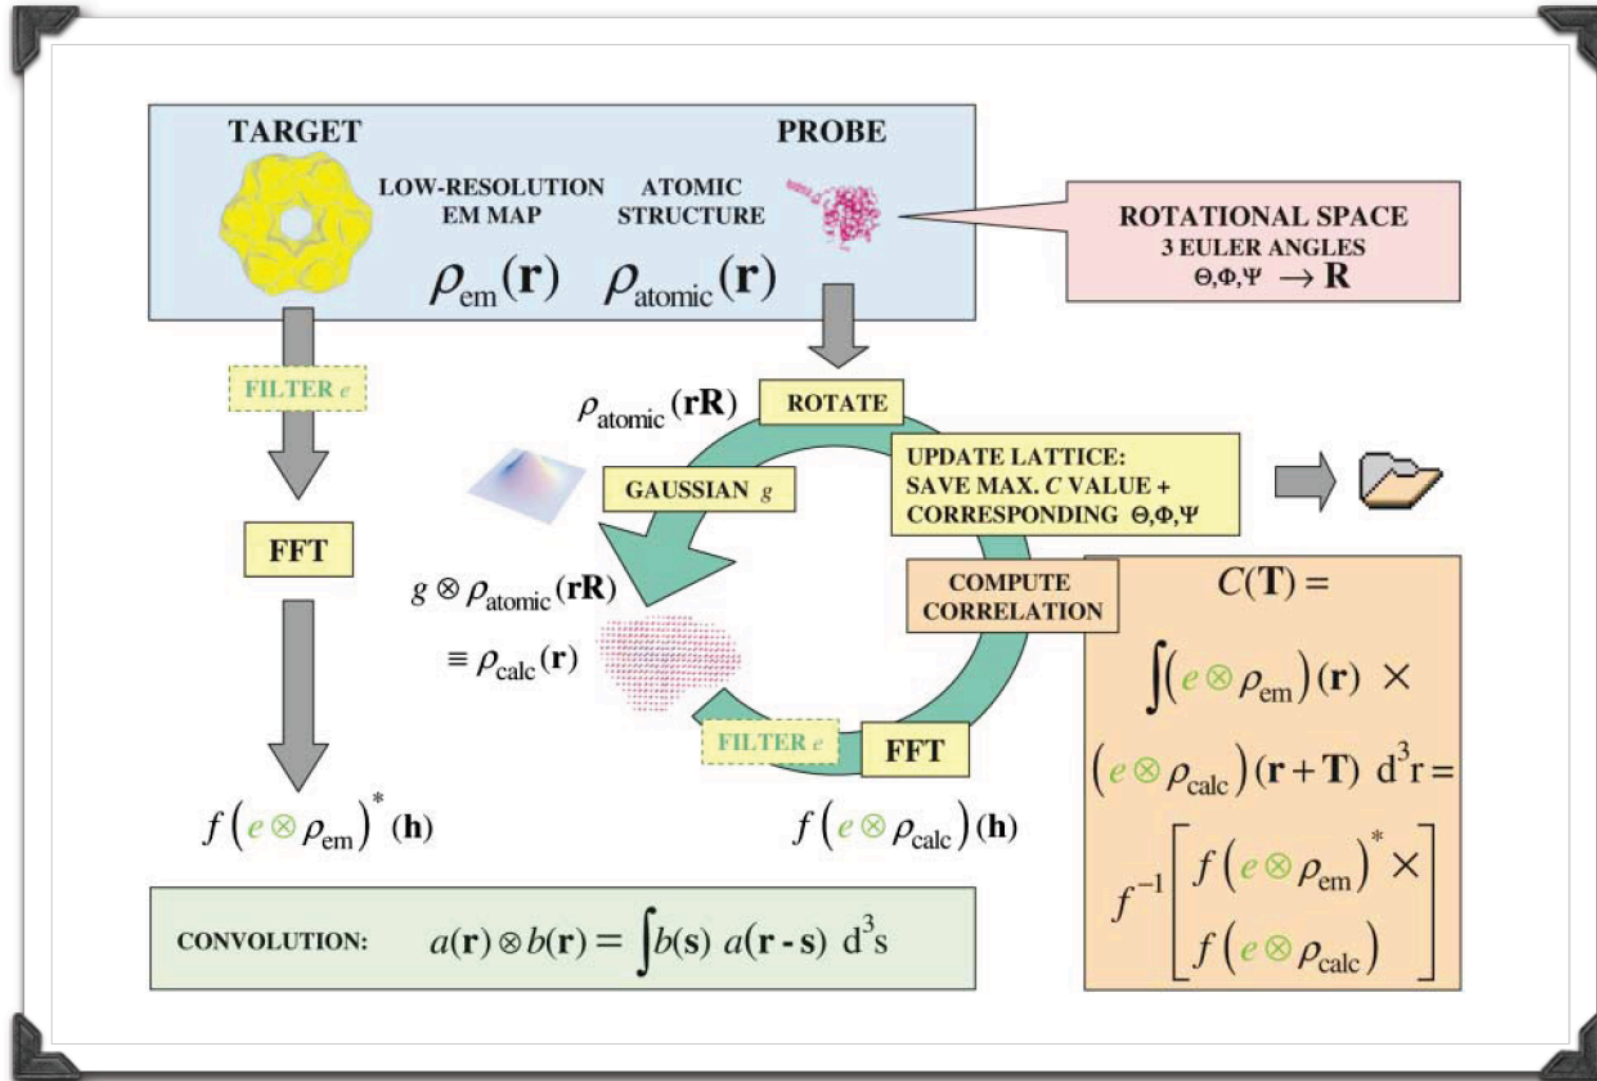 TARGET
PROBE
LOW-RESOLUTION
EM MAP
ATOMIC
STRUCTURE
ρem(r)
ρatomic(r)
ROTATIONAL SPACE
3 EULER ANGLES
Θ,Φ,Ψ → R
FILTER e
FFT
f(e ⊗ ρem)*(h)
ρatomic(rR)
ROTATE
GAUSSIAN g
g ⊗ ρatomic(rR)
≡ ρcalc(r)
FILTER e
FFT
f(e ⊗ ρcalc)(h)
COMPUTE
CORRELATION
UPDATE LATTICE:
SAVE MAX. C VALUE +
CORRESPONDING Θ,Φ,Ψ
C(T) =
∫(e ⊗ ρem)(r) ×
(e ⊗ ρcalc)(r + T) d³r =
f⁻¹[f(e ⊗ ρem)* ×
f(e ⊗ ρcalc)]
CONVOLUTION: a(r) ⊗ b(r) = ∫b(s) a(r - s) d³s